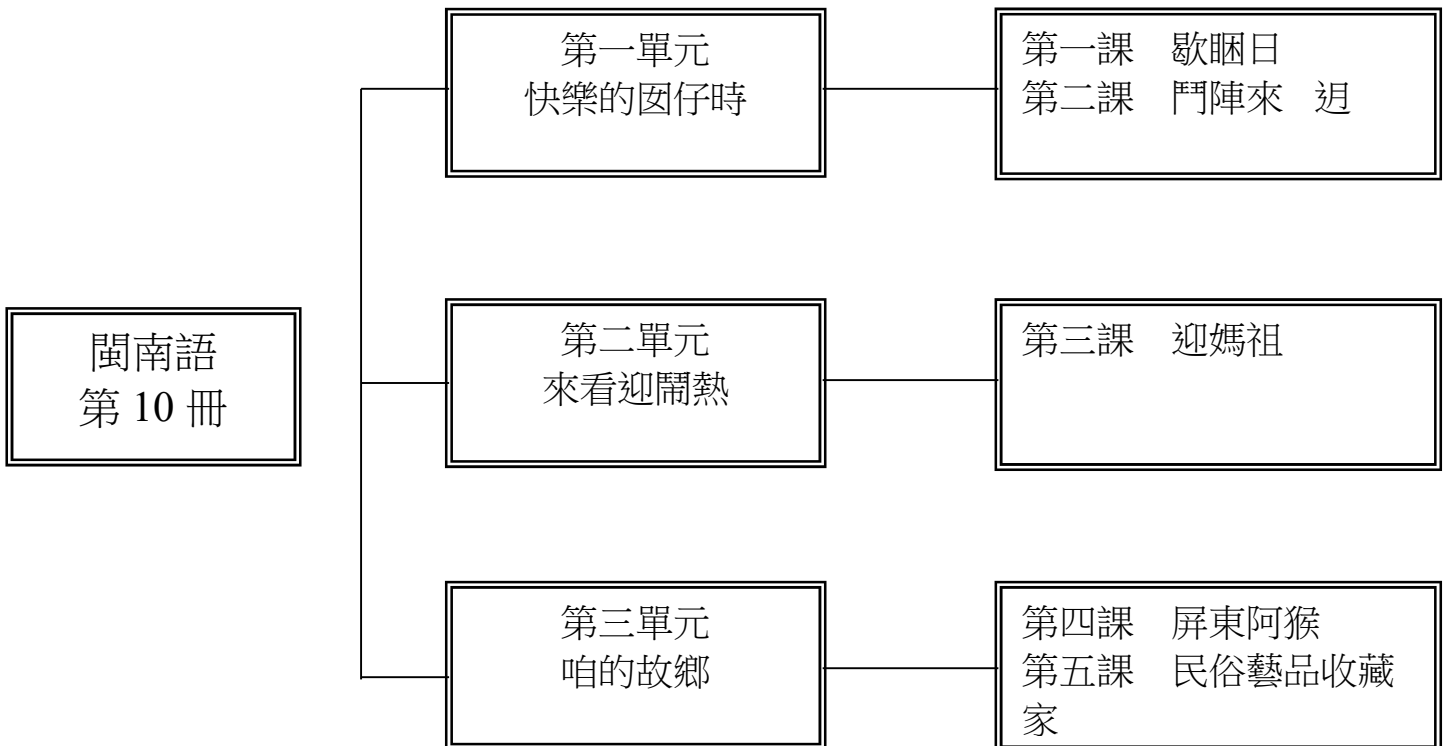 閩南語
第 10 冊
第一單元
快樂的囡仔時
第一課 歇睏日
第二課 鬥陣來 迌
第二單元
來看迎鬧熱
第三課 迎媽祖
第三單元
咱的故鄉
第四課 屏東阿猴
第五課 民俗藝品收藏
家